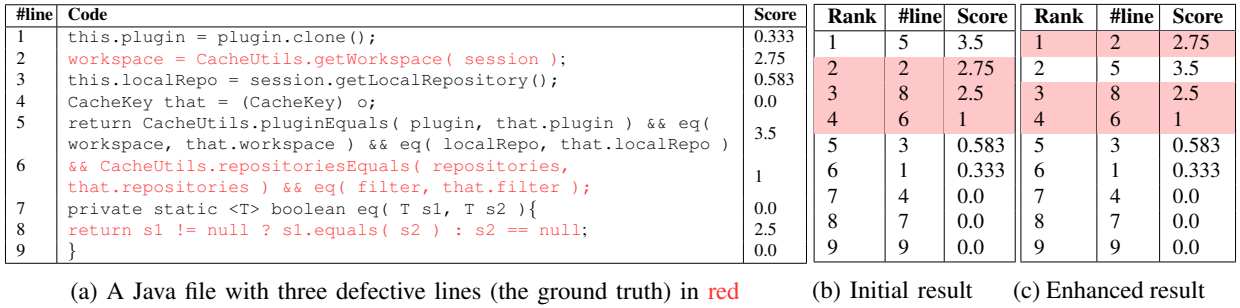 #line Code Score
1 this.plugin = plugin.clone(); 0.333
2 workspace = CacheUtils.getWorkspace( session ); 2.75
3 this.localRepo = session.getLocalRepository(); 0.583
4 CacheKey that = (CacheKey) o; 0.0
5 return CacheUtils.pluginEquals( plugin, that.plugin ) && eq(
workspace, that.workspace ) && eq( localRepo, that.localRepo ) 3.5
6 && CacheUtils.repositoriesEquals( repositories,
that.repositories ) && eq( filter, that.filter ); 1
7 private static <T> boolean eq( T s1, T s2 ){ 0.0
8 return s1 != null ? s1.equals( s2 ) : s2 == null; 2.5
9 } 0.0
(a) A Java file with three defective lines (the ground truth) in red
Rank #line Score
1 5 3.5
2 2 2.75
3 8 2.5
4 6 1
5 3 0.583
6 1 0.333
7 4 0.0
8 7 0.0
9 9 0.0
(b) Initial result
Rank #line Score
1 2 2.75
2 5 3.5
3 8 2.5
4 6 1
5 3 0.583
6 1 0.333
7 4 0.0
8 7 0.0
9 9 0.0
(c) Enhanced result